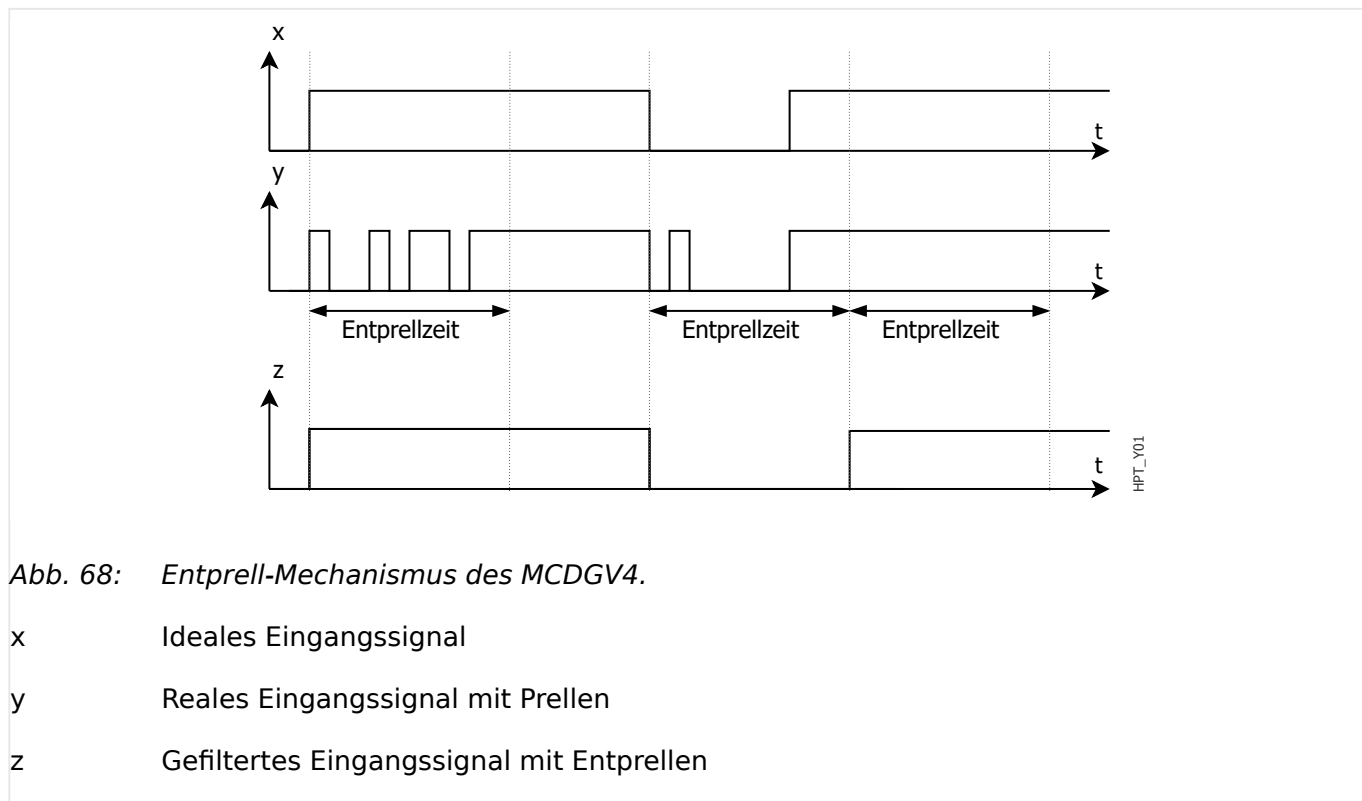 x
t
y
t
Entprellzeit Entprellzeit Entprellzeit
z
t
HPT_Y01
Abb. 68: Entprell-Mechanismus des MCDGV4.
x Ideales Eingangssignal
y Reales Eingangssignal mit Prellen
z Gefiltertes Eingangssignal mit Entprellen